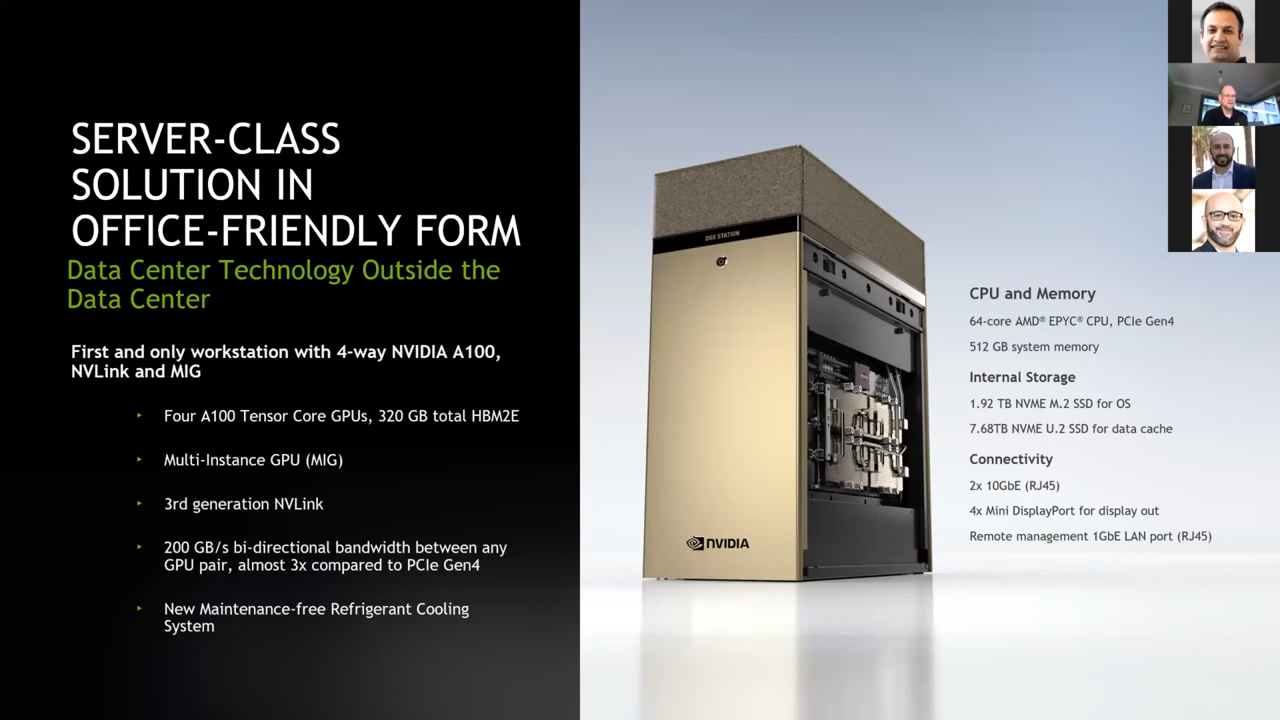 SERVER-CLASS
SOLUTION IN
OFFICE-FRIENDLY FORM
Data Center Technology Outside the
Data Center
First and only workstation with 4-way NVIDIA A100,
NVLink and MIG
‣ Four A100 Tensor Core GPUs, 320 GB total HBM2E
‣ Multi-Instance GPU (MIG)
‣ 3rd generation NVLink
‣ 200 GB/s bi-directional bandwidth between any
GPU pair, almost 3x compared to PCIe Gen4
‣ New Maintenance-free Refrigerant Cooling
System
DGX STATION
NVIDIA
CPU and Memory
64-core AMD® EPYC® CPU, PCIe Gen4
512 GB system memory
Internal Storage
1.92 TB NVME M.2 SSD for OS
7.68TB NVME U.2 SSD for data cache
Connectivity
2x 10GbE (RJ45)
4x Mini DisplayPort for display out
Remote management 1GbE LAN port (RJ45)